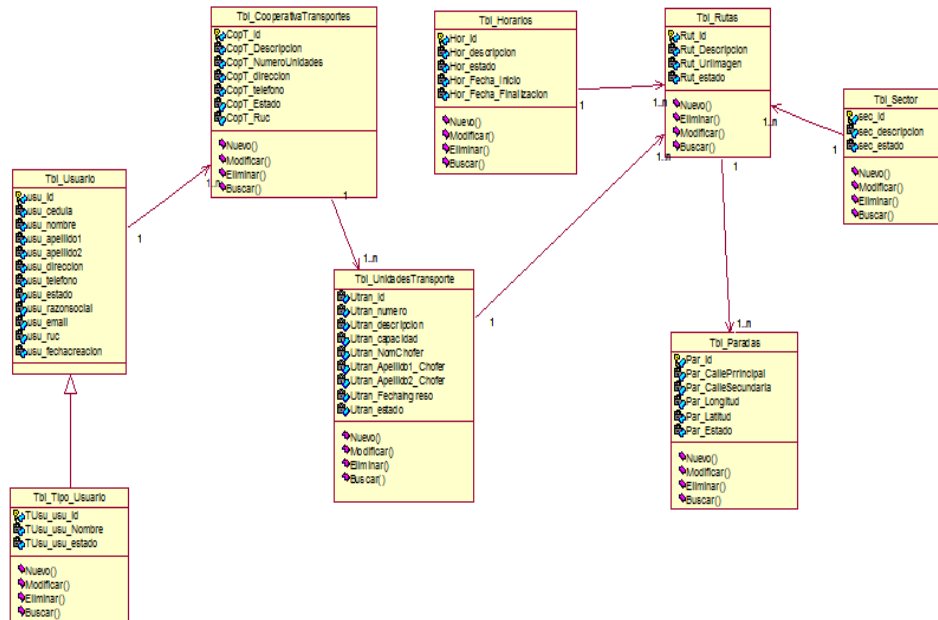 Tbl_CooperativaTransportes
CopT_id
CopT_Descripcion
CopT_NumeroUnidades
CopT_direccion
CopT_telefono
CopT_Estado
CopT_Ruc
Nuevo()
Modificar()
Eliminar()
Buscar()
Tbl_Horarios
Hor_id
Hor_descripcion
Hor_estado
Hor_Fecha_Inicio
Hor_Fecha_Finalizacion
Nuevo()
Modificar()
Eliminar()
Buscar()
1
1..n
Tbl_Rutas
Rut_id
Rut_Descripcion
Rut_UrlImagen
Rut_estado
Nuevo()
Eliminar()
Modificar()
Buscar()
1..n
1..n
1
Tbl_Sector
sec_id
sec_descripcion
sec_estado
Nuevo()
Modificar()
Eliminar()
Buscar()
1
Tbl_Usuario
usu_id
usu_cedula
usu_nombre
usu_apellido1
usu_apellido2
usu_direccion
usu_telefono
usu_estado
usu_razonsocial
usu_email
usu_ruc
usu_fechacreacion
1
1..n
1
1..n
Tbl_UnidadesTransporte
Utran_id
Utran_numero
Utran_descripcion
Utran_capacidad
Utran_NomChofer
Utran_Apellido1_Chofer
Utran_Apellido2_Chofer
Utran_FechaIngreso
Utran_estado
Nuevo()
Modificar()
Eliminar()
Buscar()
1
1..n
Tbl_Paradas
Par_id
Par_CallePrrincipal
Par_CalleSecundaria
Par_Longitud
Par_Latitud
Par_Estado
Nuevo()
Modificar()
Eliminar()
Buscar()
Tbl_Tipo_Usuario
TUsu_usu_id
TUsu_usu_Nombre
TUsu_usu_estado
Nuevo()
Modificar()
Eliminar()
Buscar()